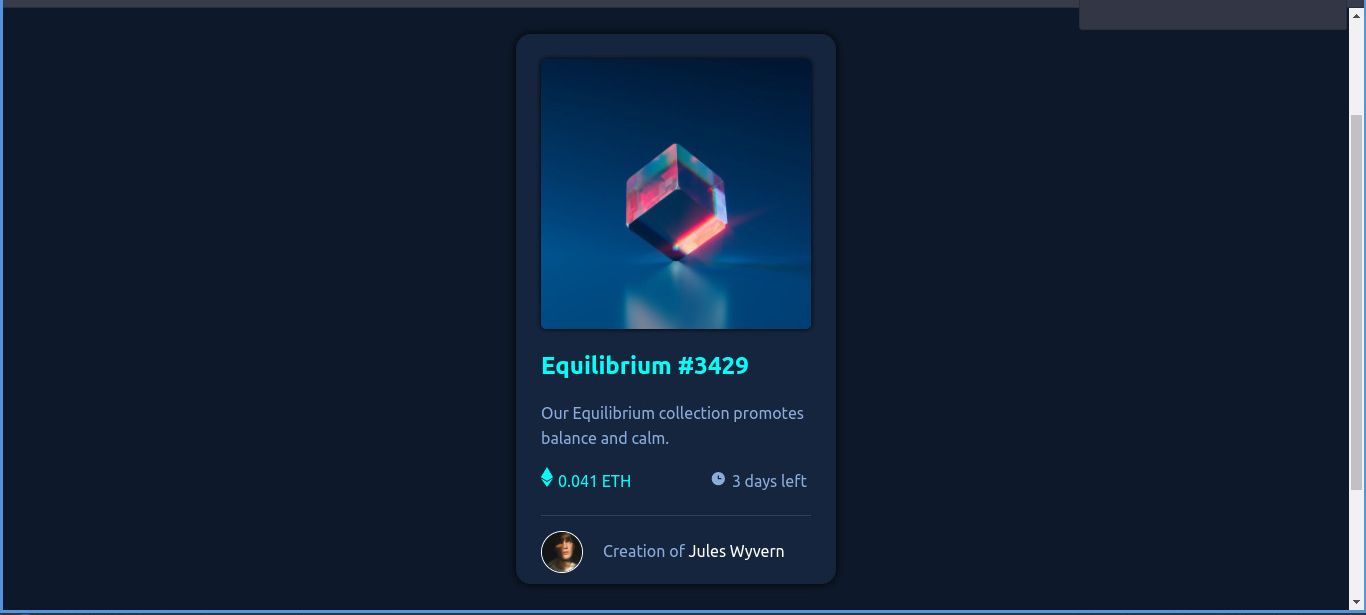 Equilibrium #3429
Our Equilibrium collection promotes
balance and calm.
0.041 ETH 3 days left
Creation of Jules Wyvern